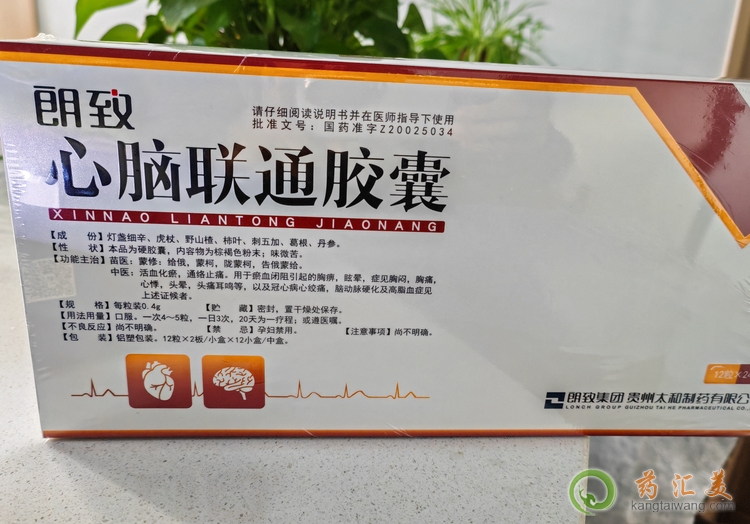 朗致
请仔细阅读说明书并在医师指导下使用
批准文号：国药准字Z20025034
心脑联通胶囊
XINNAO LIANTONG JIAONANG
【成 份】灯盏细辛、虎杖、野山楂、柿叶、刺五加、葛根、丹参。
【性 状】本品为硬胶囊，内容物为棕褐色粉末；味微苦。
【功能主治】苗医：蒙修：给俄，蒙柯，陇蒙柯，告俄蒙给。
中医：活血化瘀，通络止痛。用于瘀血闭阻引起的胸痹，眩晕，症见胸闷，胸痛，
心悸，头晕，头痛耳鸣等，以及冠心病心绞痛，脑动脉硬化及高脂血症见
上述证候者。
【规 格】每粒装0.4g 【贮 藏】密封，置干燥处保存。
【用法用量】口服。一次4～5粒，一日3次，20天为一疗程；或遵医嘱。
【不良反应】尚不明确。 【禁 忌】孕妇禁用。 【注意事项】尚不明确。
【包 装】铝塑包装。12粒×2板/小盒×12小盒/中盒。
12粒×2
朗致集团 贵州太和制药有限公
LONCH GROUP GUIZHOU TAI HE PHARMACEUTICAL CO.,
药汇美
kangtaiwang.com